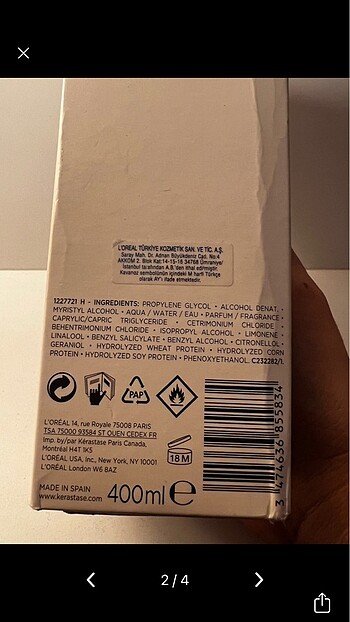 L'OREAL TÜRKİYE KOZMETİK SAN. VE TİC. A.Ş.
Saray Mah. Dr. Adnan Büyükdeniz Cad. No.4
AKKOM 2. Blok Kat:14-15-16 34768 Ümraniye/
İstanbul tarafından A.B'den ithal edilmiştir.
Kavanoz sembolünün içindeki M harfi Türkçe
olarak AY'ı ifade etmektedir.
1227721 H - INGREDIENTS: PROPYLENE GLYCOL • ALCOHOL DENAT. •
MYRISTYL ALCOHOL • AQUA / WATER / EAU • PARFUM / FRAGRANCE •
CAPRYLIC/CAPRIC TRIGLYCERIDE • CETRIMONIUM CHLORIDE •
BEHENTRIMONIUM CHLORIDE • ISOPROPYL ALCOHOL • LIMONENE •
LINALOOL • BENZYL SALICYLATE • BENZYL ALCOHOL • CITRONELLOL •
GERANIOL • HYDROLYZED WHEAT PROTEIN • HYDROLYZED CORN
PROTEIN • HYDROLYZED SOY PROTEIN • PHENOXYETHANOL. C232282/1.
PAP
L'ORÉAL 14, rue Royale 75008 PARIS
TSA 75000 93584 ST OUEN CEDEX FR
Imp. by/par Kérastase Paris Canada,
Montréal H4T 1K5
L'ORÉAL USA, Inc., New York, NY 10001
L'ORÉAL London W6 8AZ
18 M
MADE IN SPAIN
www.kerastase.com
400ml e
3 474636 855834
2 / 4